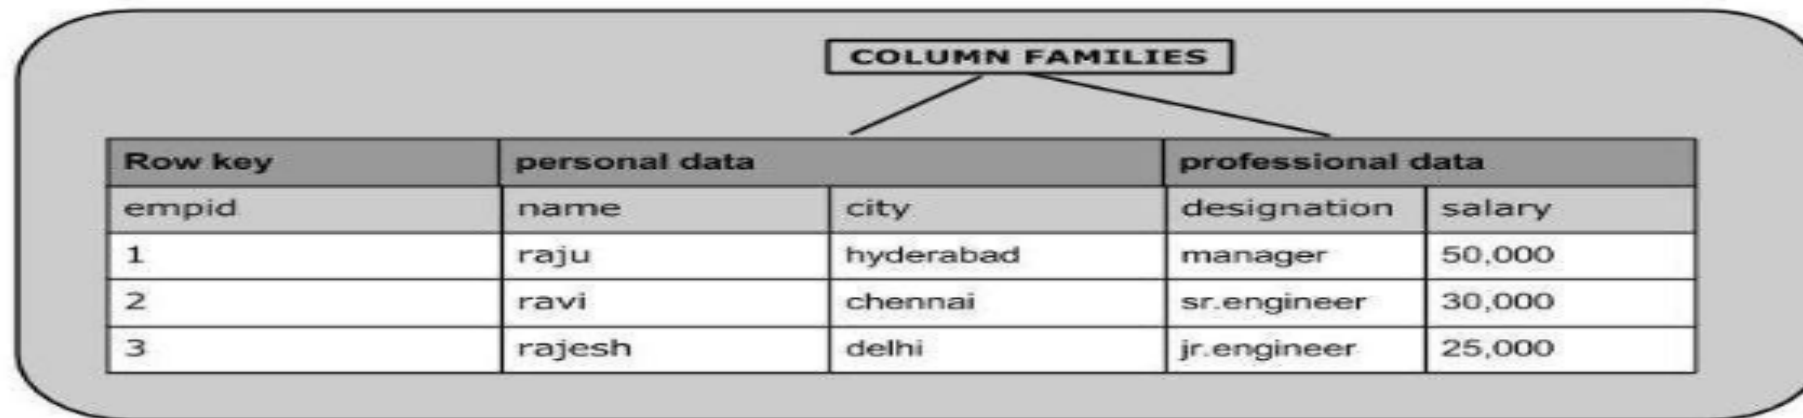 COLUMN FAMILIES
Row key personal data professional data
empid name city designation salary
1 raju hyderabad manager 50,000
2 ravi chennai sr.engineer 30,000
3 rajesh delhi jr.engineer 25,000